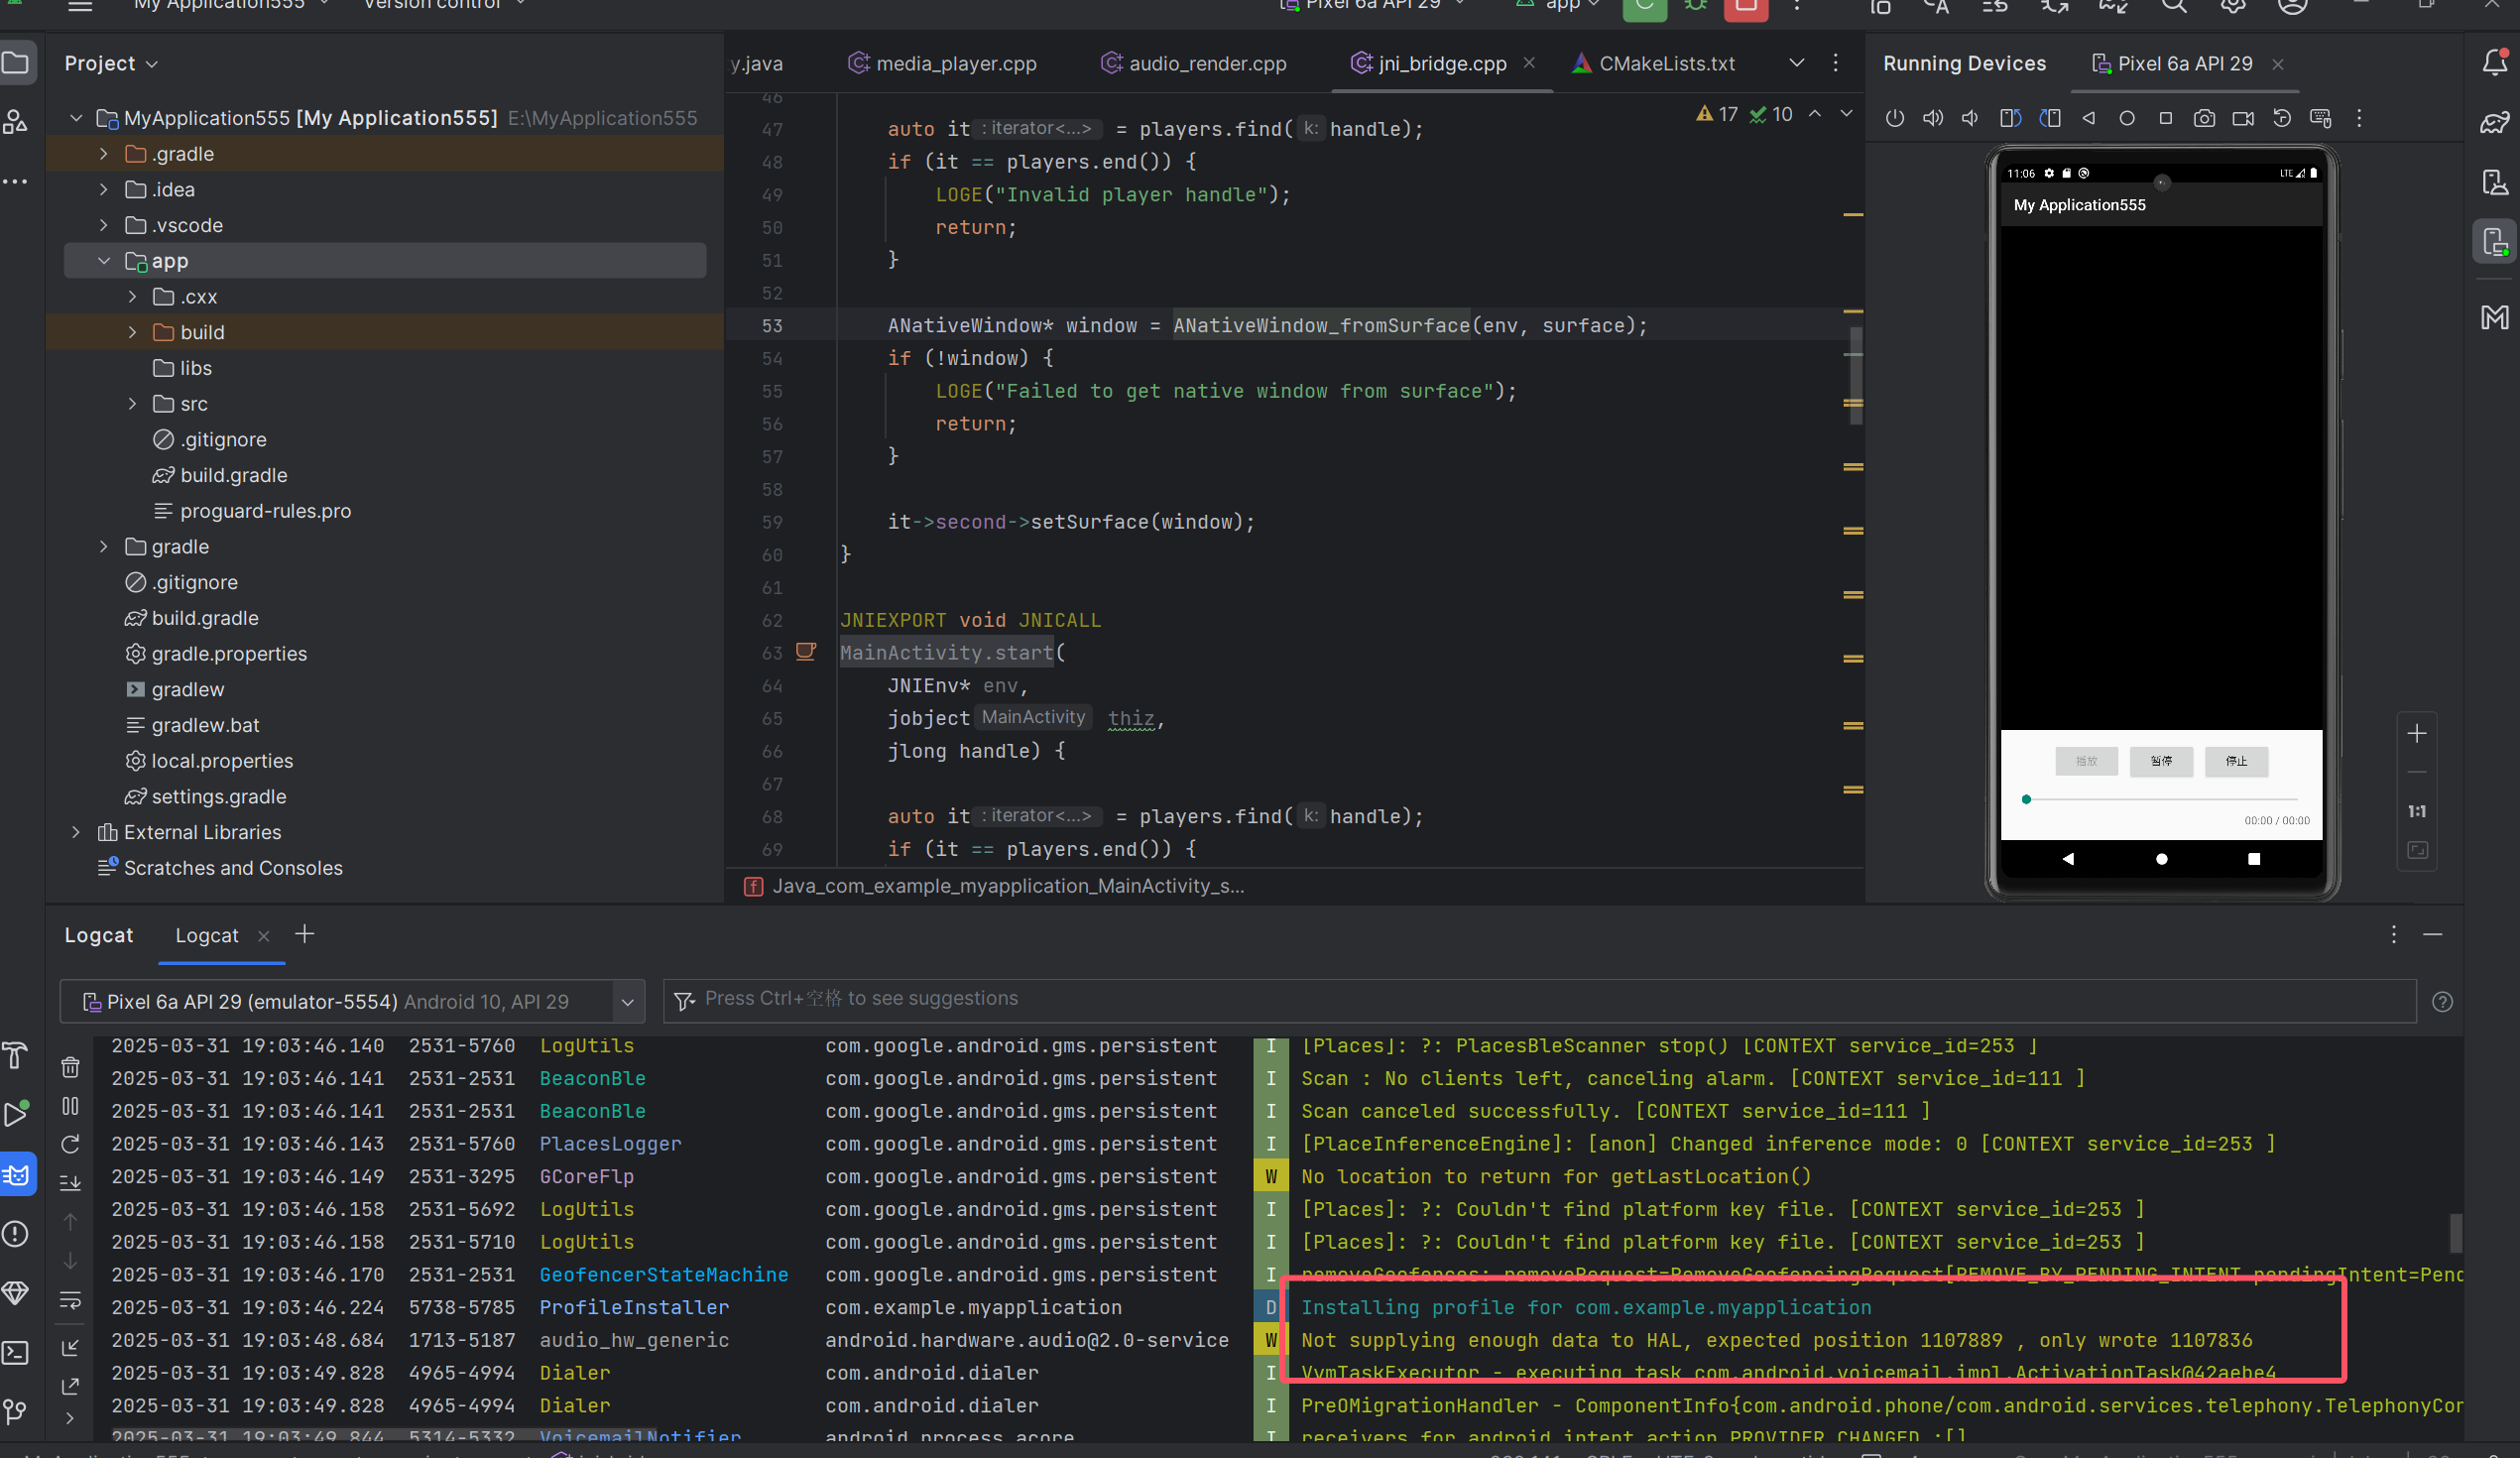 My Application555
Version control
Pixel 6a API 29
app
Project
y.java
media_player.cpp
audio_render.cpp
jni_bridge.cpp
CMakeLists.txt
Running Devices
Pixel 6a API 29
MyApplication555 [My Application555] E:\MyApplication555
.gradle
.idea
.vscode
app
.cxx
build
libs
src
.gitignore
build.gradle
proguard-rules.pro
gradle
.gitignore
build.gradle
gradle.properties
gradlew
gradlew.bat
local.properties
settings.gradle
External Libraries
Scratches and Consoles
17 10
46
47 auto it : iterator<...> = players.find( k: handle);
48 if (it == players.end()) {
49 LOGE("Invalid player handle");
50 return;
51 }
52
53 ANativeWindow* window = ANativeWindow_fromSurface(env, surface);
54 if (!window) {
55 LOGE("Failed to get native window from surface");
56 return;
57 }
58
59 it->second->setSurface(window);
60 }
61
62 JNIEXPORT void JNICALL
63 MainActivity.start(
64 JNIEnv* env,
65 jobject MainActivity thiz,
66 jlong handle) {
67
68 auto it : iterator<...> = players.find( k: handle);
69 if (it == players.end()) {
Java_com_example_myapplication_MainActivity_s...
11:06
LTE
My Application555
播放 暂停 停止
00:00 / 00:00
1:1
Logcat
Logcat
Pixel 6a API 29 (emulator-5554) Android 10, API 29
Press Ctrl+空格 to see suggestions
2025-03-31 19:03:46.140 2531-5760 LogUtils com.google.android.gms.persistent I [Places]: ?: PlacesBleScanner stop() [CONTEXT service_id=253 ]
2025-03-31 19:03:46.141 2531-2531 BeaconBle com.google.android.gms.persistent I Scan : No clients left, canceling alarm. [CONTEXT service_id=111 ]
2025-03-31 19:03:46.141 2531-2531 BeaconBle com.google.android.gms.persistent I Scan canceled successfully. [CONTEXT service_id=111 ]
2025-03-31 19:03:46.143 2531-5760 PlacesLogger com.google.android.gms.persistent I [PlaceInferenceEngine]: [anon] Changed inference mode: 0 [CONTEXT service_id=253 ]
2025-03-31 19:03:46.149 2531-3295 GCoreFlp com.google.android.gms.persistent W No location to return for getLastLocation()
2025-03-31 19:03:46.158 2531-5692 LogUtils com.google.android.gms.persistent I [Places]: ?: Couldn't find platform key file. [CONTEXT service_id=253 ]
2025-03-31 19:03:46.158 2531-5710 LogUtils com.google.android.gms.persistent I [Places]: ?: Couldn't find platform key file. [CONTEXT service_id=253 ]
2025-03-31 19:03:46.170 2531-2531 GeofencerStateMachine com.google.android.gms.persistent I removeGeofences: removeRequest=RemoveGeofencingRequest[REMOVE_BY_PENDING_INTENT pendingIntent=Pend
2025-03-31 19:03:46.224 5738-5785 ProfileInstaller com.example.myapplication D Installing profile for com.example.myapplication
2025-03-31 19:03:48.684 1713-5187 audio_hw_generic android.hardware.audio@2.0-service W Not supplying enough data to HAL, expected position 1107889 , only wrote 1107836
2025-03-31 19:03:49.828 4965-4994 Dialer com.android.dialer I VvmTaskExecutor - executing task com.android.voicemail.impl.ActivationTask@42aebe4
2025-03-31 19:03:49.828 4965-4994 Dialer com.android.dialer I PreOMigrationHandler - ComponentInfo{com.android.phone/com.android.services.telephony.TelephonyCon
2025-03-31 19:03:49.844 5314-5332 VoicemailNotifier android.process.acore I receivers for android.intent.action.PROVIDER_CHANGED :[]